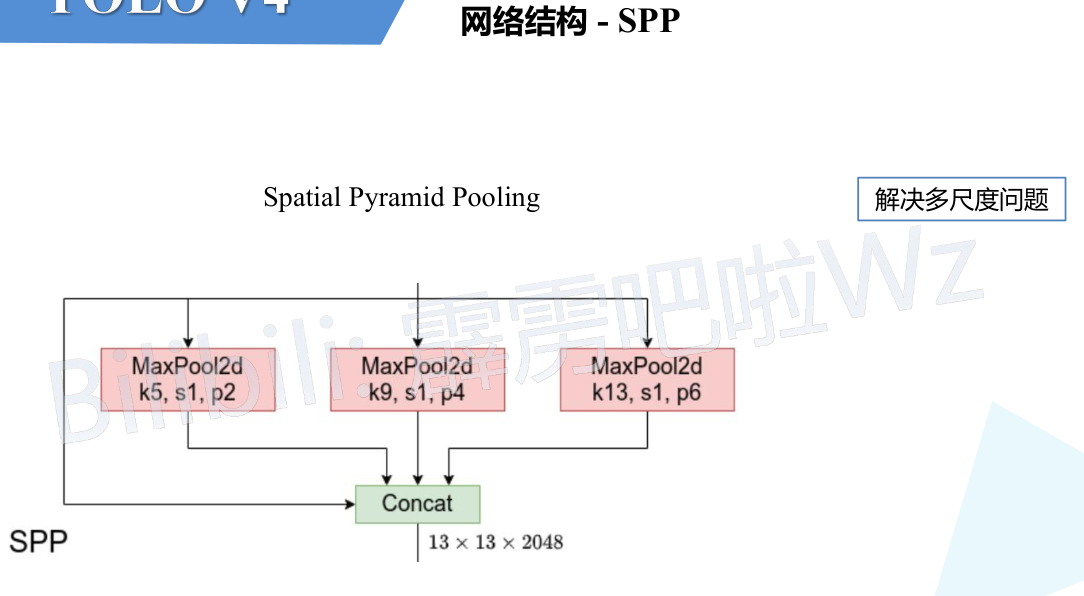 YOLO V4
网络结构 - SPP
Spatial Pyramid Pooling
解决多尺度问题
Bilibili: 霹雳吧啦Wz
MaxPool2d
k5, s1, p2
MaxPool2d
k9, s1, p4
MaxPool2d
k13, s1, p6
Concat
SPP
13 × 13 × 2048